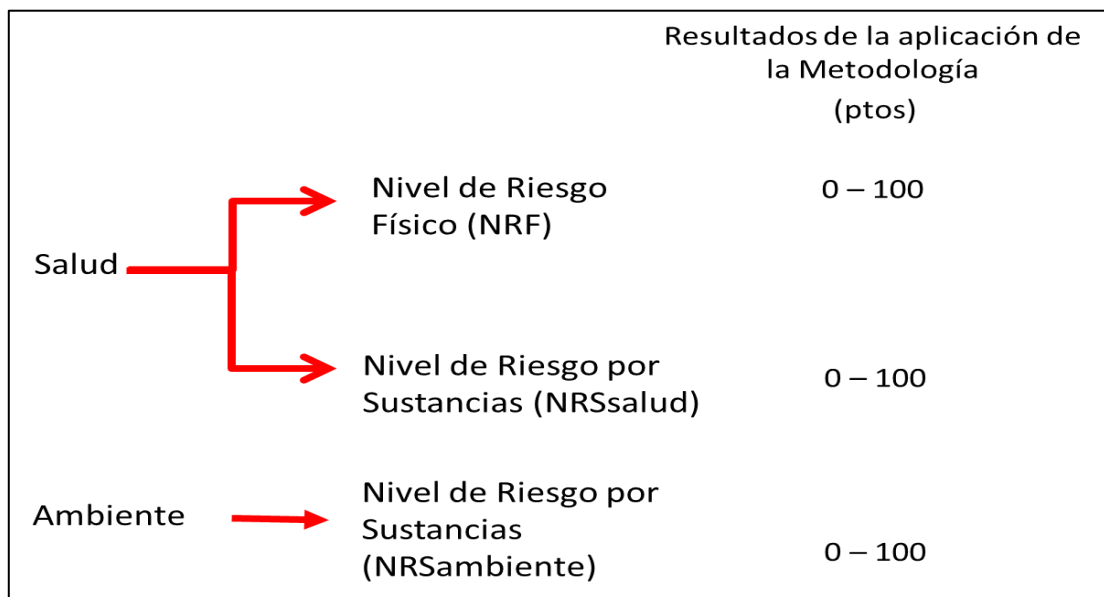 Resultados de la aplicación de
la Metodología
(ptos)
Salud
Nivel de Riesgo
Físico (NRF)
0 – 100
Nivel de Riesgo por
Sustancias (NRSsalud)
0 – 100
Ambiente
Nivel de Riesgo por
Sustancias
(NRSambiente)
0 – 100